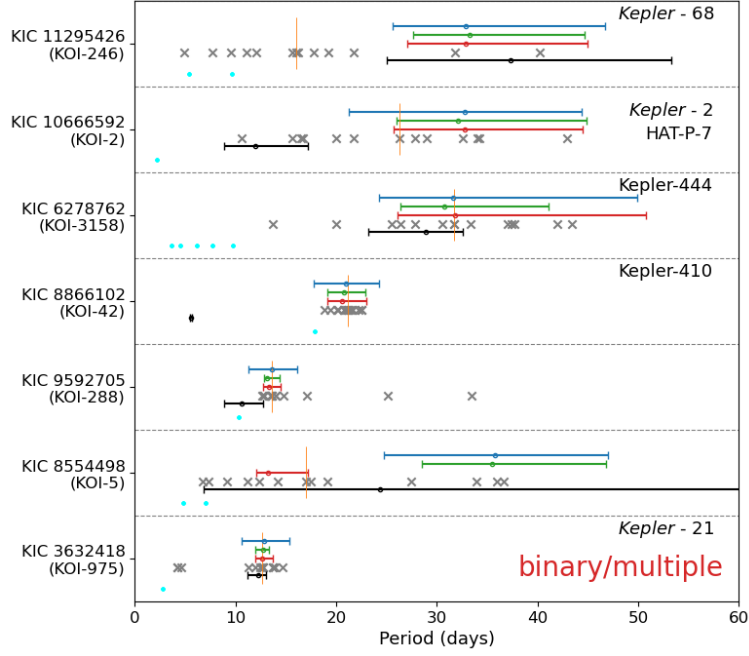 KIC 11295426
(KOI-246)
Kepler - 68
KIC 10666592
(KOI-2)
Kepler - 2
HAT-P-7
KIC 6278762
(KOI-3158)
Kepler-444
KIC 8866102
(KOI-42)
Kepler-410
KIC 9592705
(KOI-288)
KIC 8554498
(KOI-5)
KIC 3632418
(KOI-975)
Kepler - 21
binary/multiple
0 10 20 30 40 50 60
Period (days)